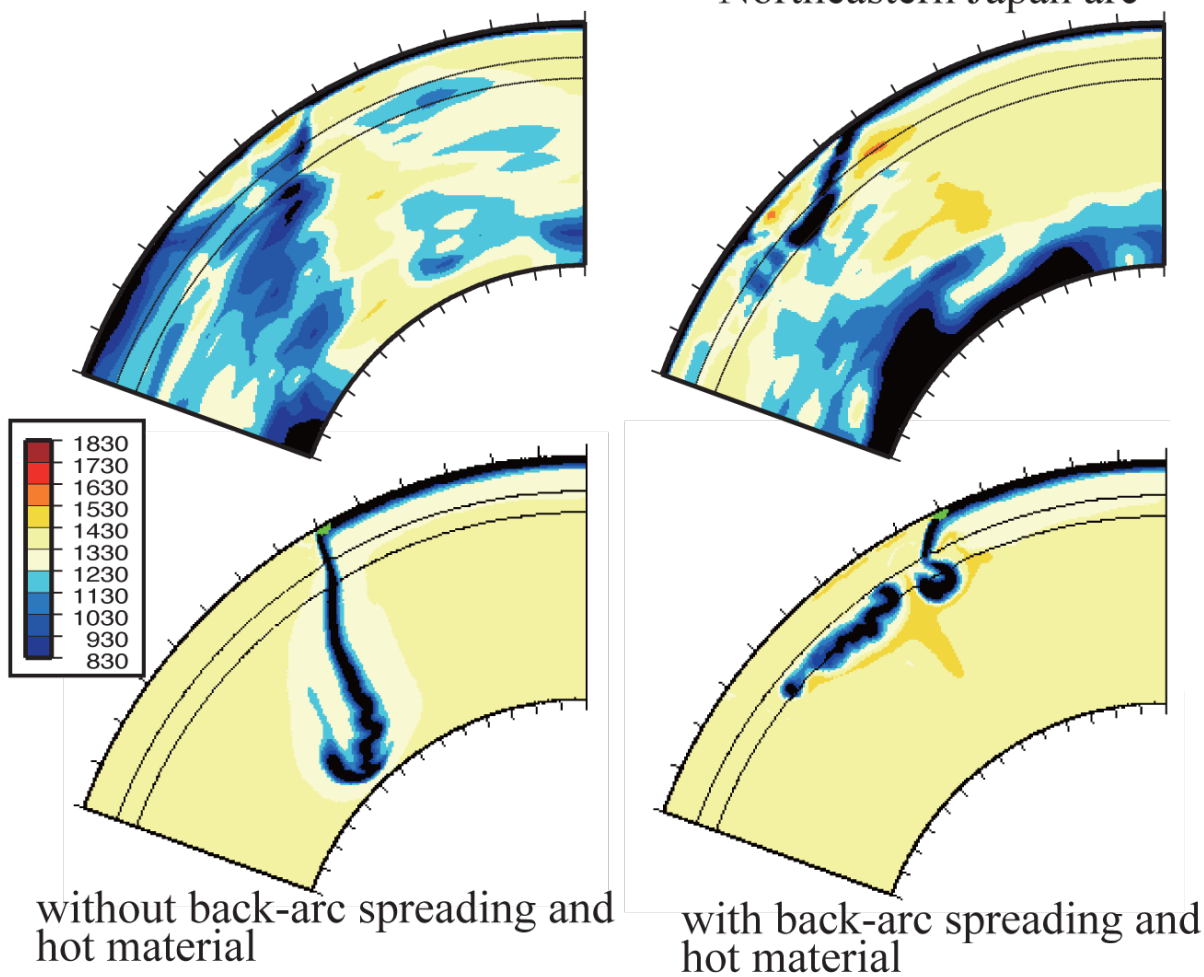 Northeastern Japan arc
1830
1730
1630
1530
1430
1330
1230
1130
1030
930
830
without back-arc spreading and
hot material
with back-arc spreading and
hot material